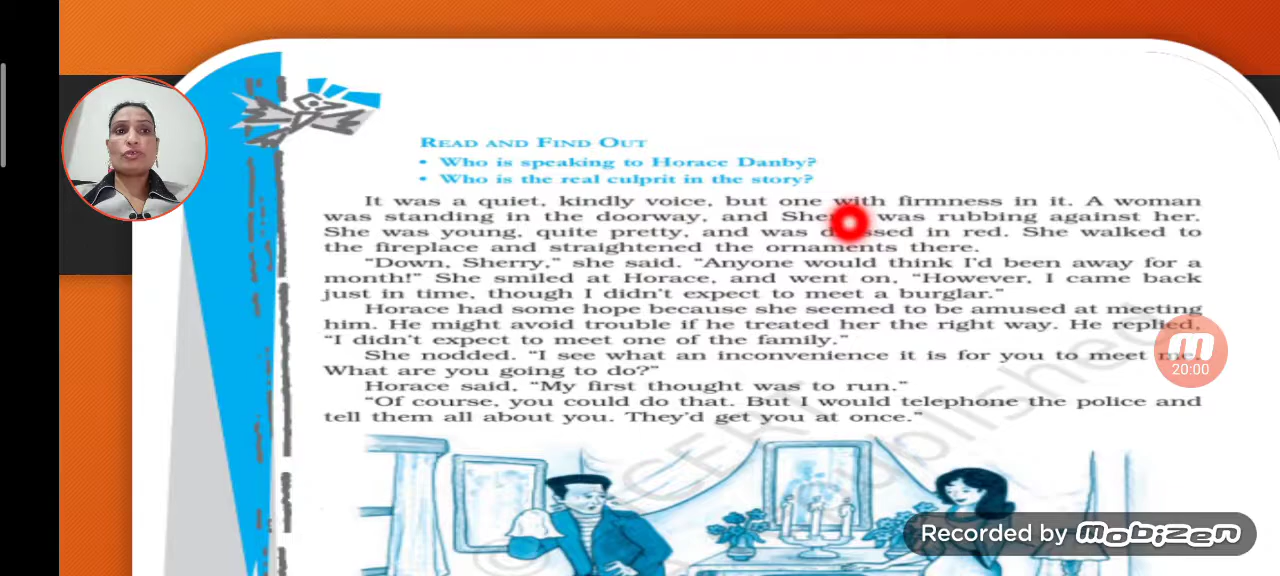 READ AND FIND OUT
• Who is speaking to Horace Danby?
• Who is the real culprit in the story?
It was a quiet, kindly voice, but one with firmness in it. A woman
was standing in the doorway, and was rubbing against her.
She was young, quite pretty, and was in red. She walked to
the fireplace and straightened the ornaments there.
“Down, Sherry,” she said. “Anyone would think I’d been away for a
month!” She smiled at Horace, and went on, “However, I came back
just in time, though I didn’t expect to meet a burglar.”
Horace had some hope because she seemed to be amused at meeting
him. He might avoid trouble if he treated her the right way. He replied,
“I didn’t expect to meet one of the family.”
She nodded. “I see what an inconvenience it is for you to meet me.
What are you going to do?”
20:00
Horace said, “My first thought was to run.”
“Of course, you could do that. But I would telephone the police and
tell them all about you. They’d get you at once.”
Recorded by Mobizen